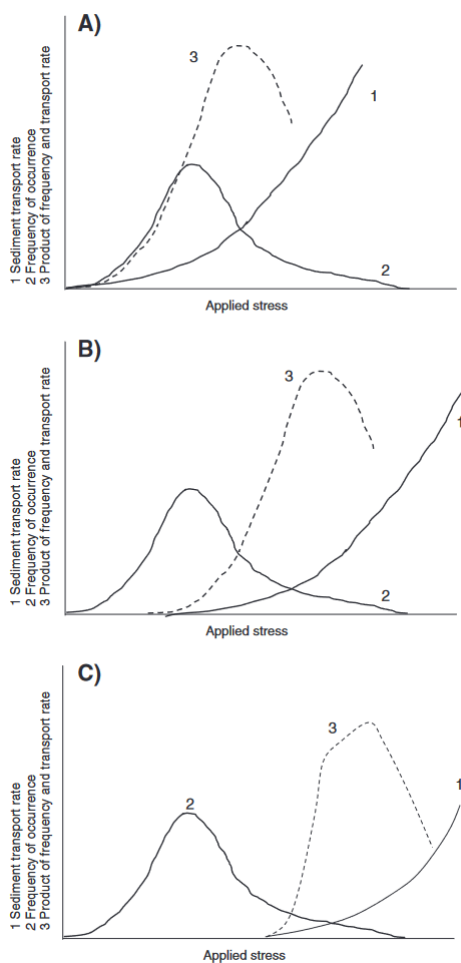 A)
3
1
2
1 Sediment transport rate
2 Frequency of occurrence
3 Product of frequency and transport rate
Applied stress
B)
3
1
2
1 Sediment transport rate
2 Frequency of occurrence
3 Product of frequency and transport rate
Applied stress
C)
3
1
2
1 Sediment transport rate
2 Frequency of occurrence
3 Product of frequency and transport rate
Applied stress